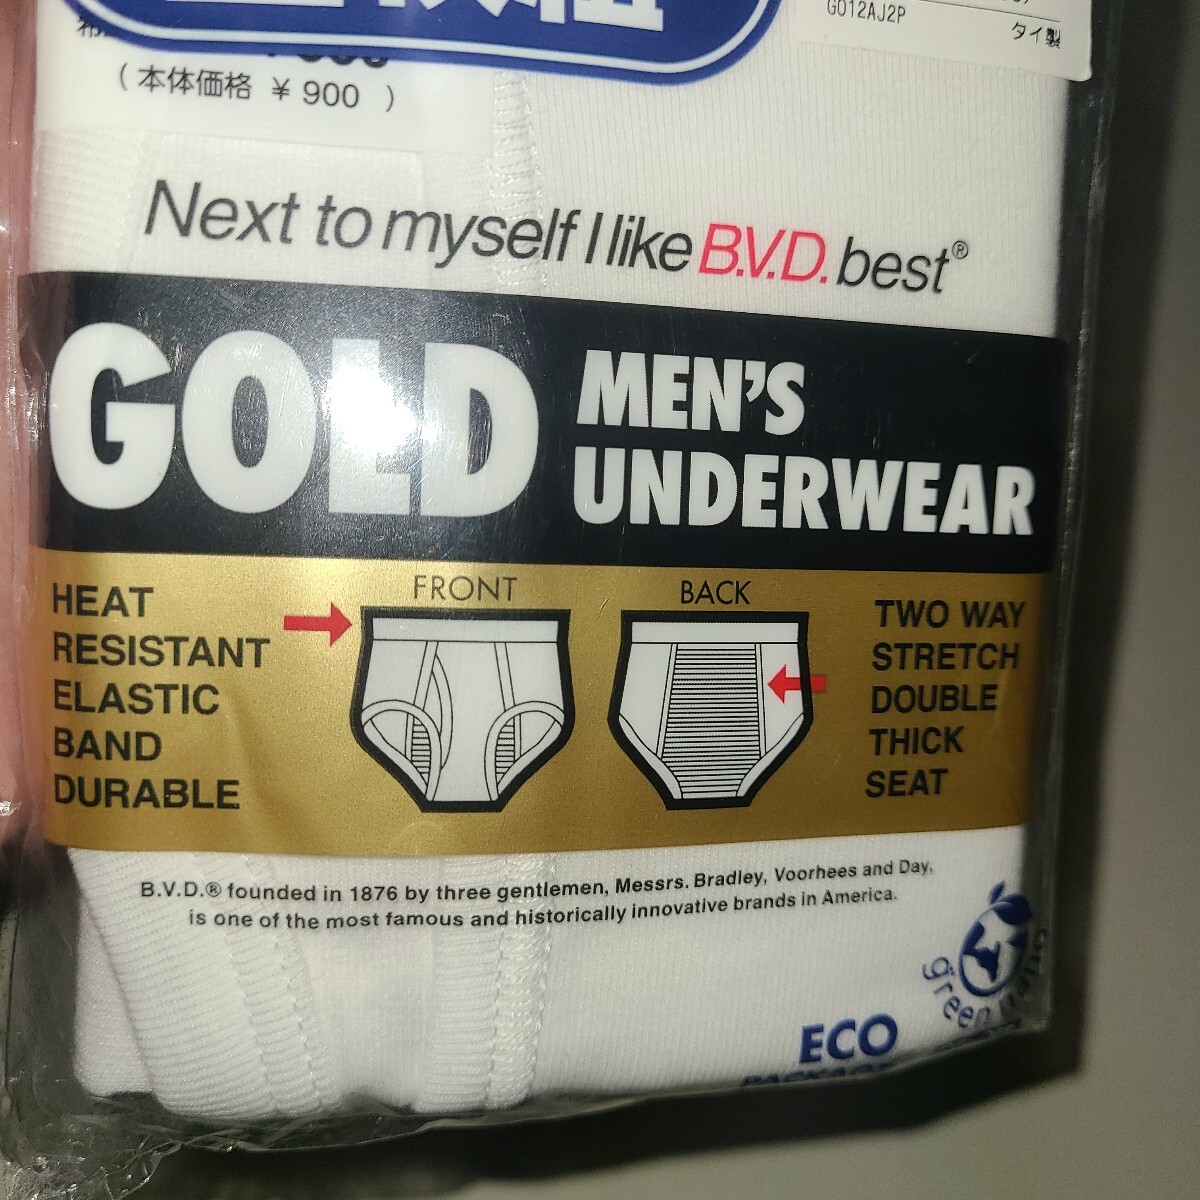 G012AJ2P
タイ製
(本体価格 ¥900 )
Next to myself I like B.V.D. best®
GOLD MEN'S
UNDERWEAR
HEAT
RESISTANT
ELASTIC
BAND
DURABLE
FRONT
BACK
TWO WAY
STRETCH
DOUBLE
THICK
SEAT
B.V.D.® founded in 1876 by three gentlemen, Messrs. Bradley, Voorhees and Day,
is one of the most famous and historically innovative brands in America.
green
ECO
PACKAGE